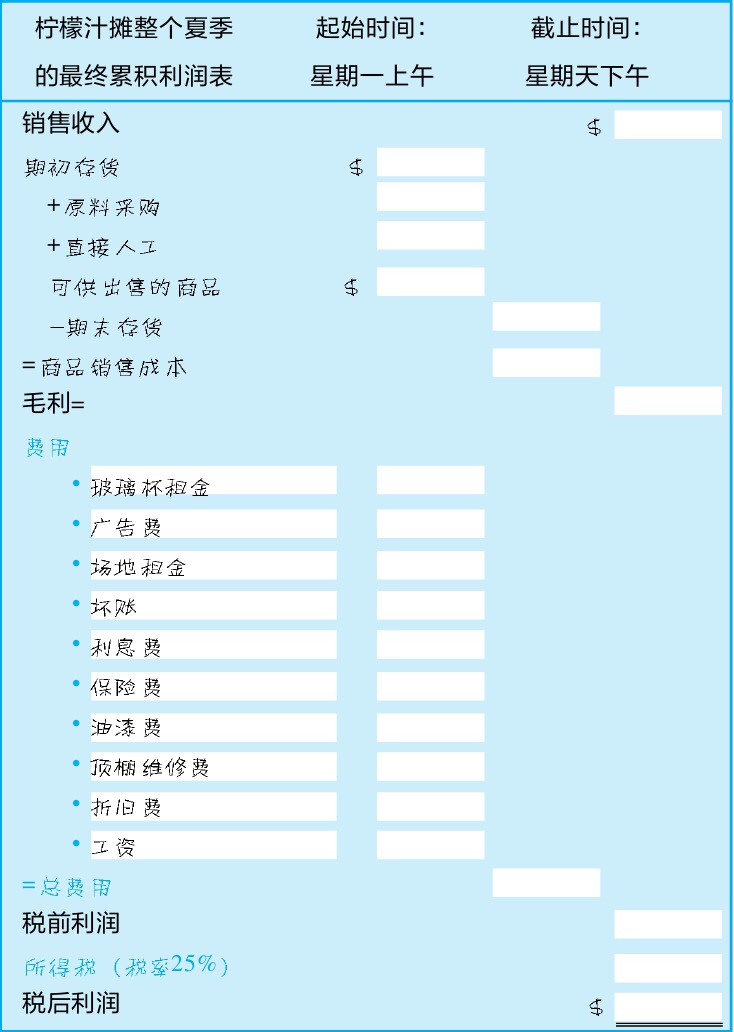 柠檬汁摊整个夏季 起始时间： 截止时间：
的最终累积利润表 星期一上午 星期天下午
销售收入 $
期初存货 $
+原料采购
+直接人工
可供出售的商品 $
−期末存货
=商品销售成本
毛利=
费用
• 玻璃杯租金
• 广告费
• 场地租金
• 坏账
• 利息费
• 保险费
• 油漆费
• 顶棚维修费
• 折旧费
• 工资
=总费用
税前利润
所得税（税率25%）
税后利润 $